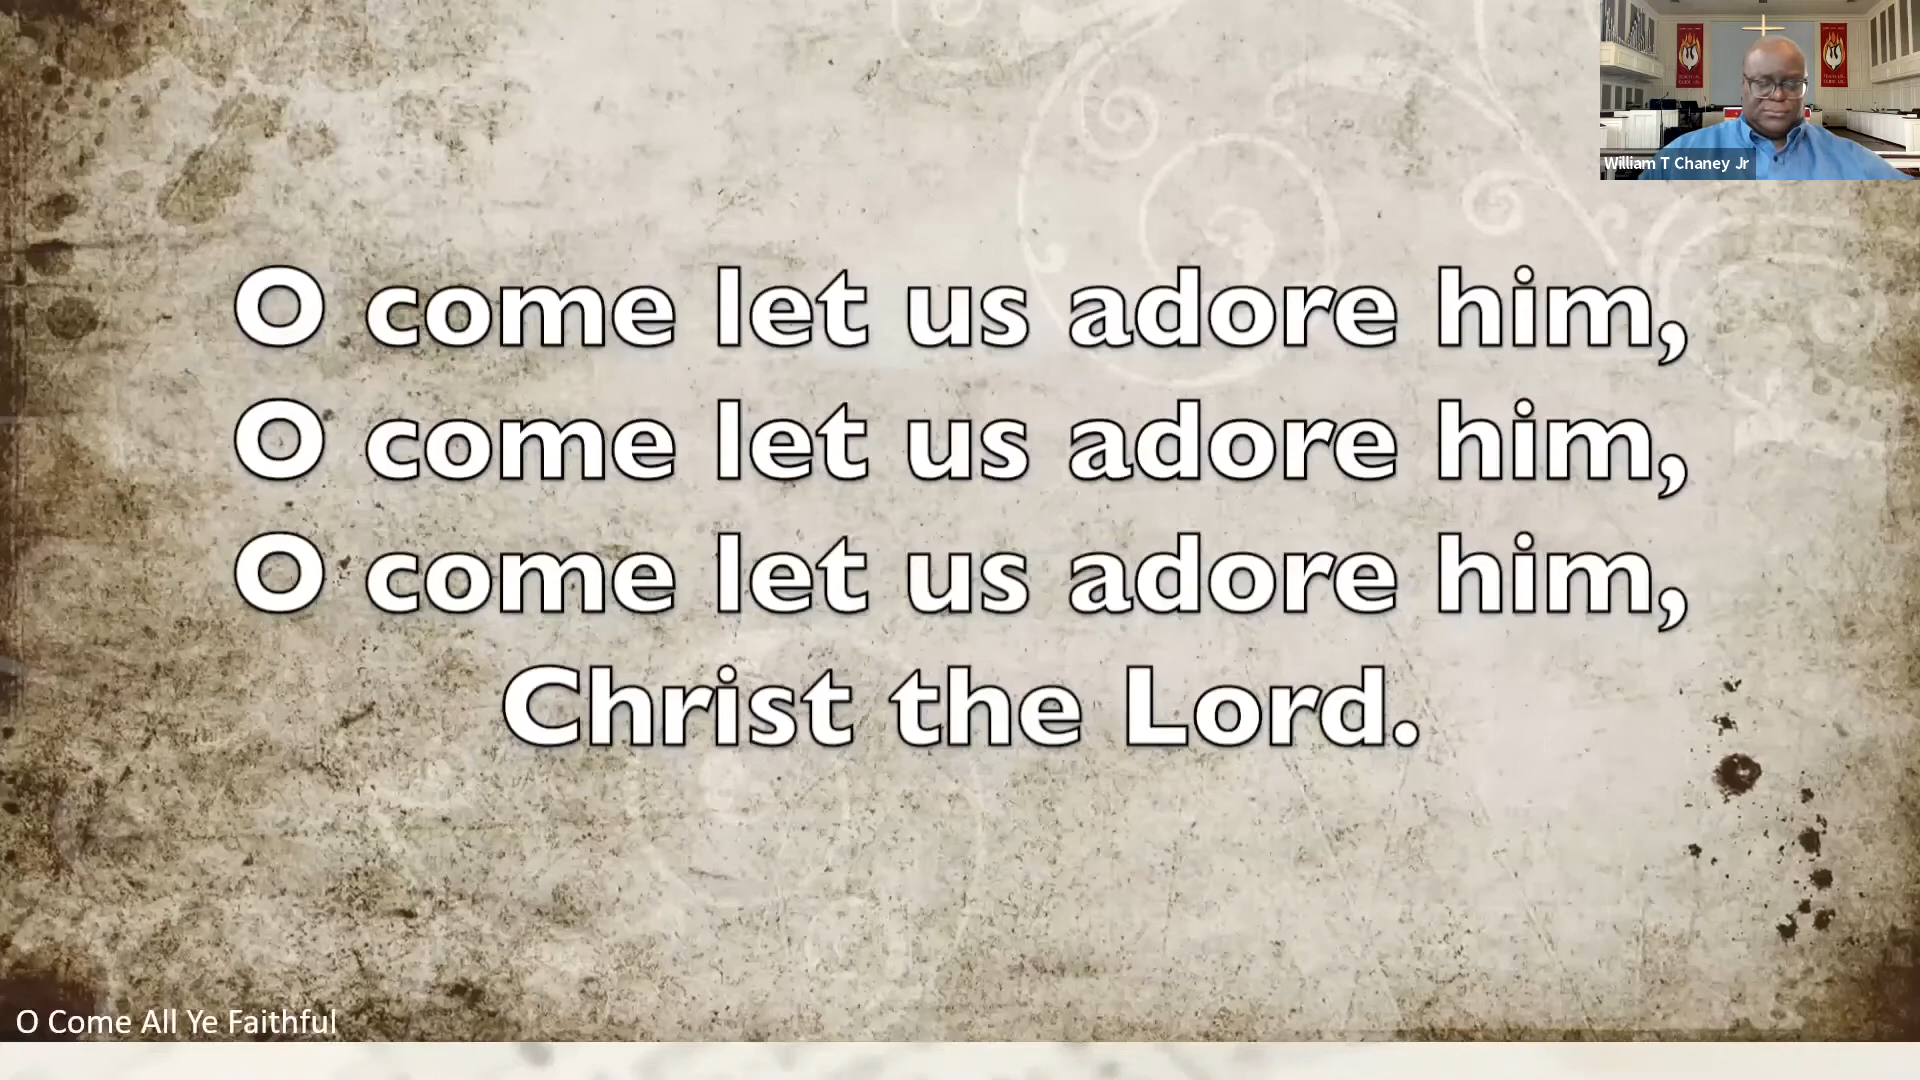 O come let us adore him,
O come let us adore him,
O come let us adore him,
Christ the Lord.
William T Chaney Jr
O Come All Ye Faithful